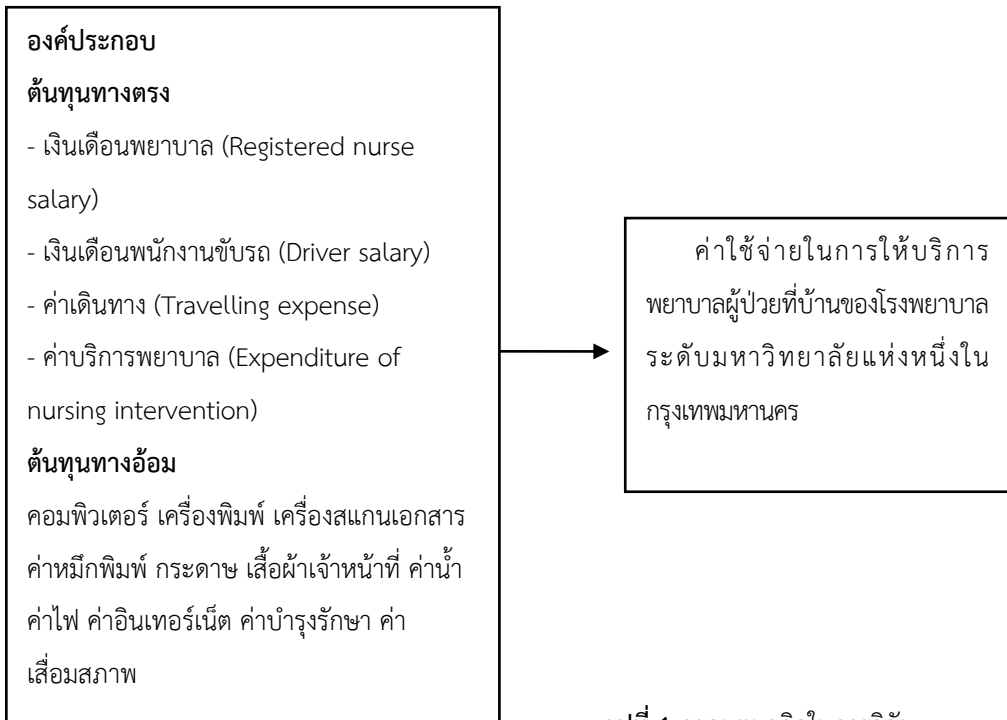 องค์ประกอบ
ต้นทุนทางตรง
- เงินเดือนพยาบาล (Registered nurse
salary)
- เงินเดือนพนักงานขับรถ (Driver salary)
- ค่าเดินทาง (Travelling expense)
- ค่าบริการพยาบาล (Expenditure of
nursing intervention)
ต้นทุนทางอ้อม
คอมพิวเตอร์ เครื่องพิมพ์ เครื่องสแกนเอกสาร
ค่าหมึกพิมพ์ กระดาษ เสื้อผ้าเจ้าหน้าที่ ค่าน้ำ
ค่าไฟ ค่าอินเทอร์เน็ต ค่าบำรุงรักษา ค่า
เสื่อมสภาพ
ค่าใช้จ่ายในการให้บริการ
พยาบาลผู้ป่วยที่บ้านของโรงพยาบาล
ระดับมหาวิทยาลัยแห่งหนึ่งใน
กรุงเทพมหานคร